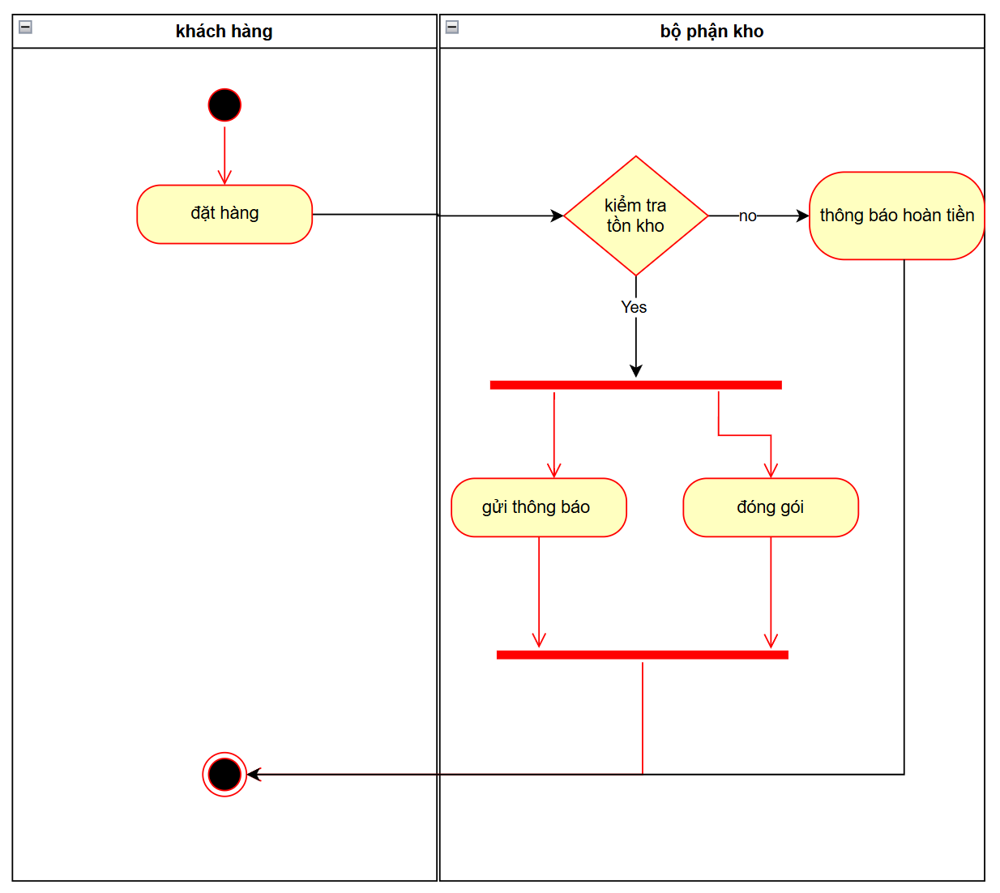 khách hàng
bộ phận kho
đặt hàng
kiểm tra
tồn kho
no
thông báo hoàn tiền
Yes
gửi thông báo
đóng gói